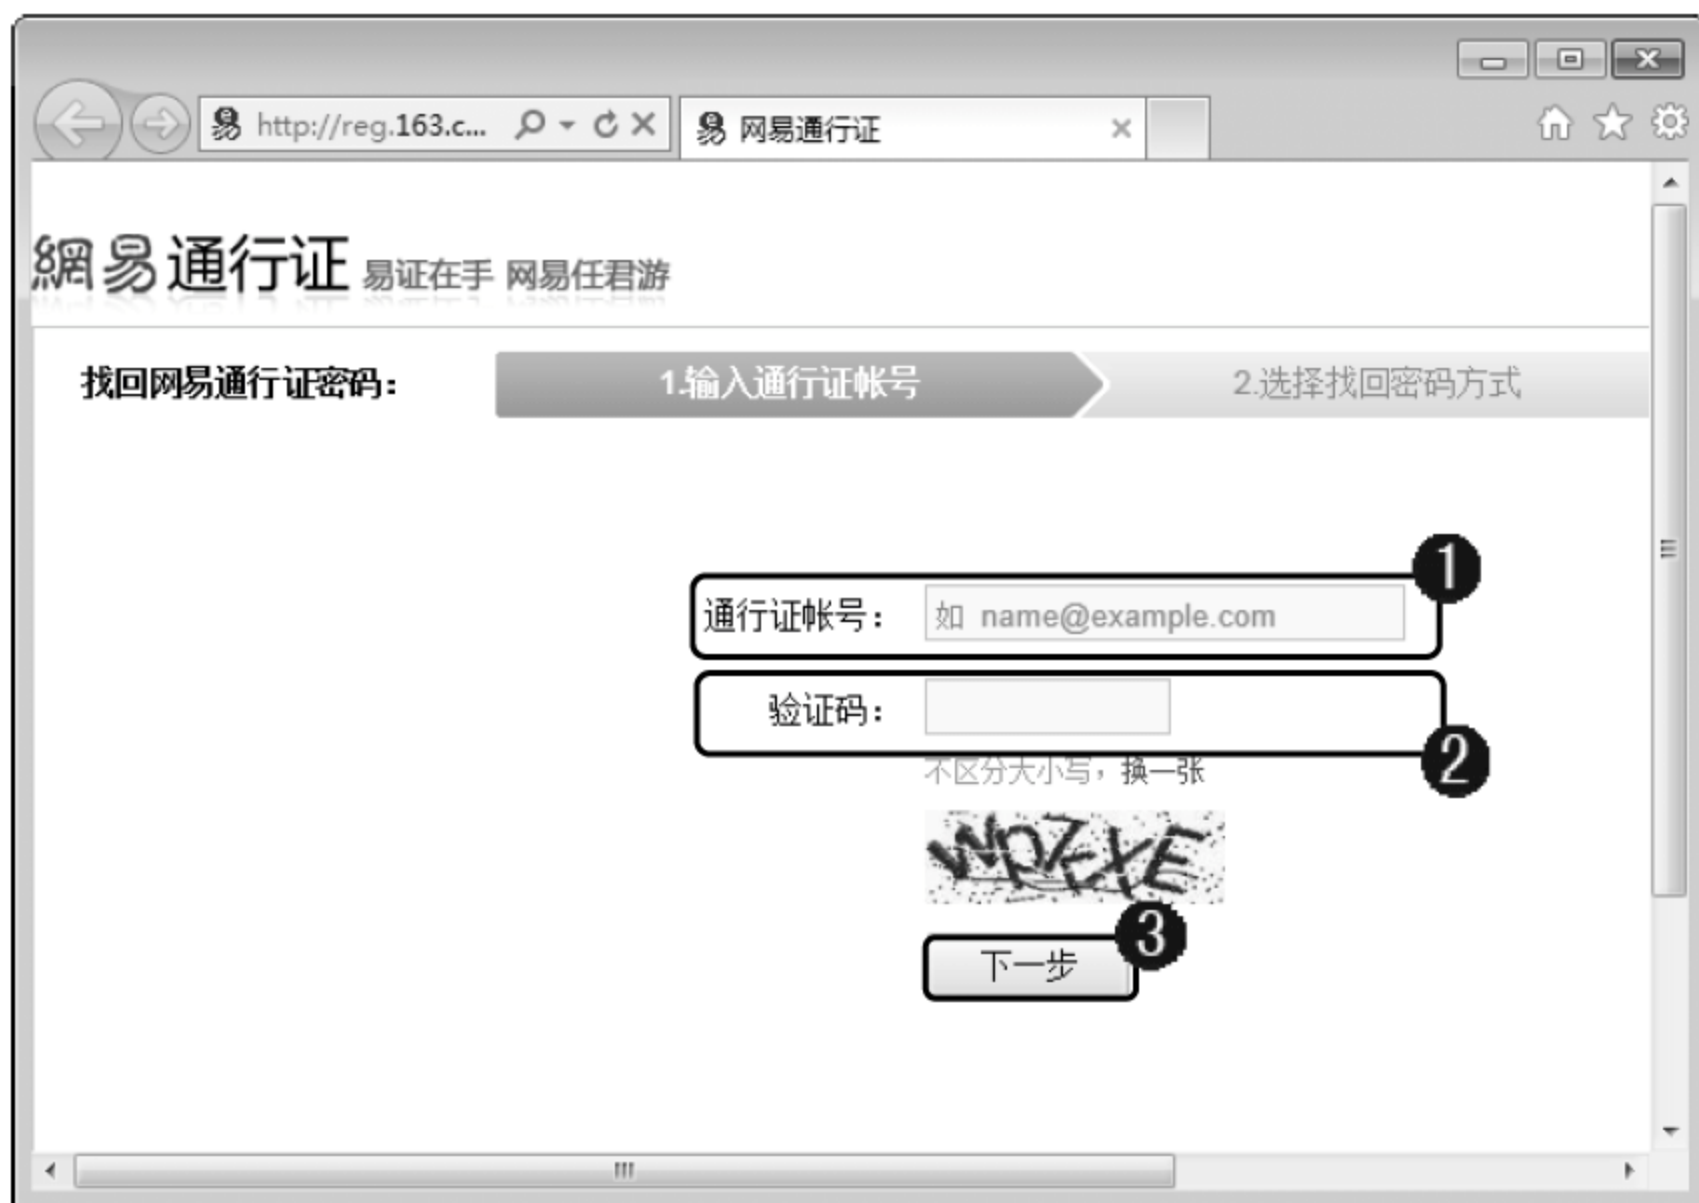 http://reg.163.c... 网易通行证
網易通行证 易证在手 网易任君游
找回网易通行证密码： 1.输入通行证帐号 2.选择找回密码方式
1
通行证帐号： 如 name@example.com
验证码：
2
不区分大小写，换一张
3
下一步